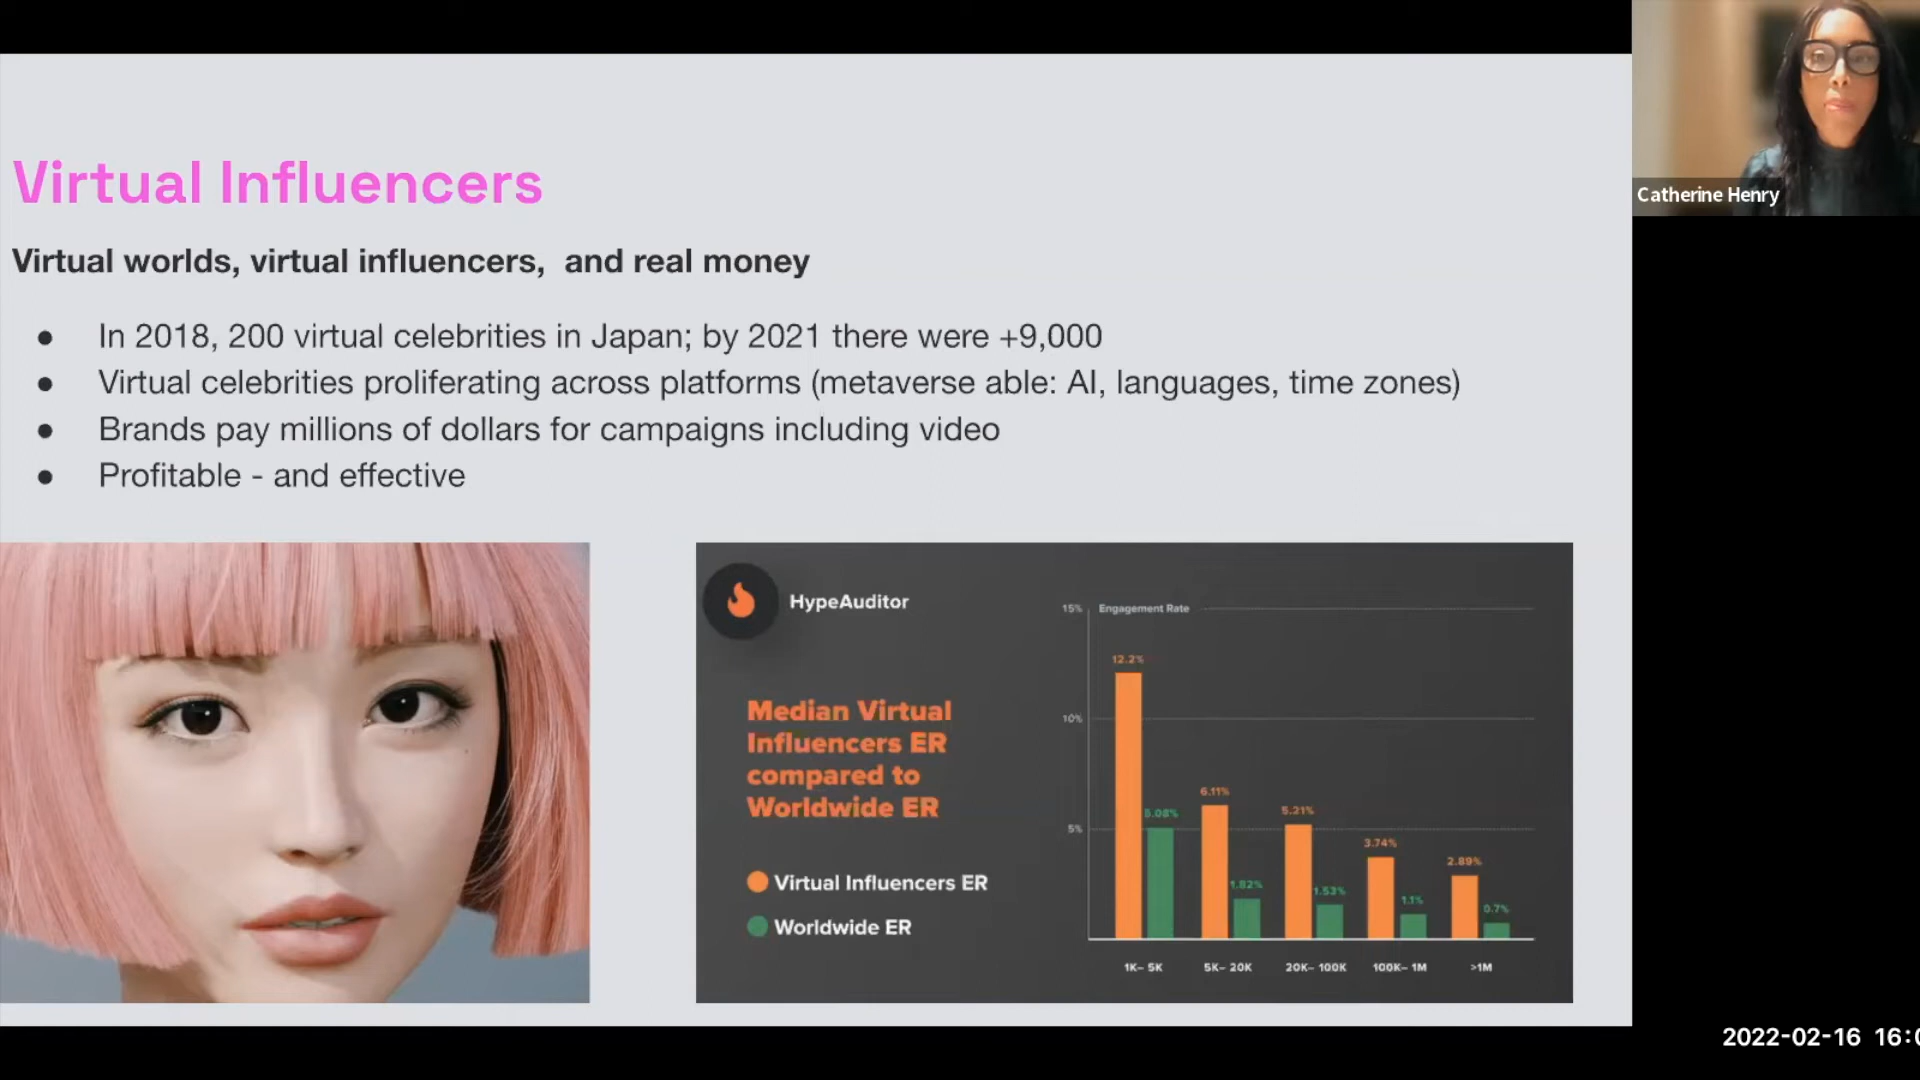 Catherine Henry
Virtual Influencers
Virtual worlds, virtual influencers,  and real money
● In 2018, 200 virtual celebrities in Japan; by 2021 there were +9,000
● Virtual celebrities proliferating across platforms (metaverse able: AI, languages, time zones)
● Brands pay millions of dollars for campaigns including video
● Profitable - and effective
HypeAuditor
Median Virtual
Influencers ER
compared to
Worldwide ER
Virtual Influencers ER
Worldwide ER
15% Engagement Rate
12.2%
10%
6.11%
5.21%
5.08%
5%
3.74%
2.89%
1.82%
1.53%
1.1%
0.7%
1K– 5K 5K– 20K 20K– 100K 100K– 1M >1M
2022-02-16 16:0